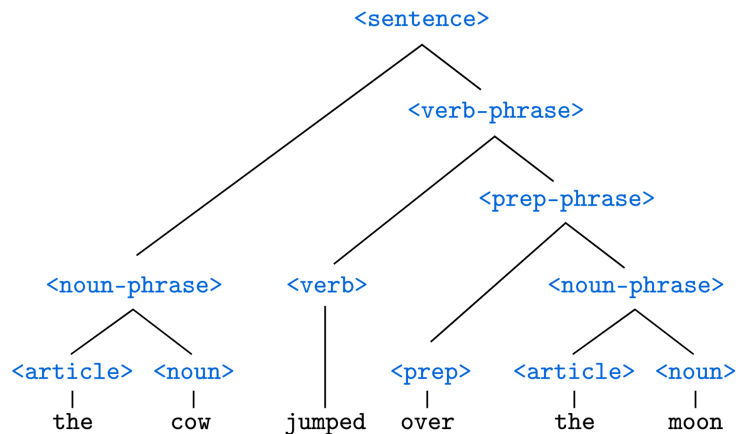 <sentence>
<verb-phrase>
<prep-phrase>
<noun-phrase> <verb> <noun-phrase>
<article> <noun> <prep> <article> <noun>
the cow jumped over the moon